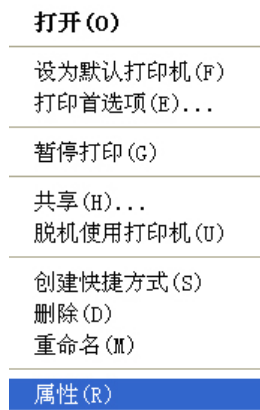 打开(O)
设为默认打印机(F)
打印首选项(E)...
暂停打印(G)
共享(H)...
脱机使用打印机(U)
创建快捷方式(S)
删除(D)
重命名(M)
属性(R)